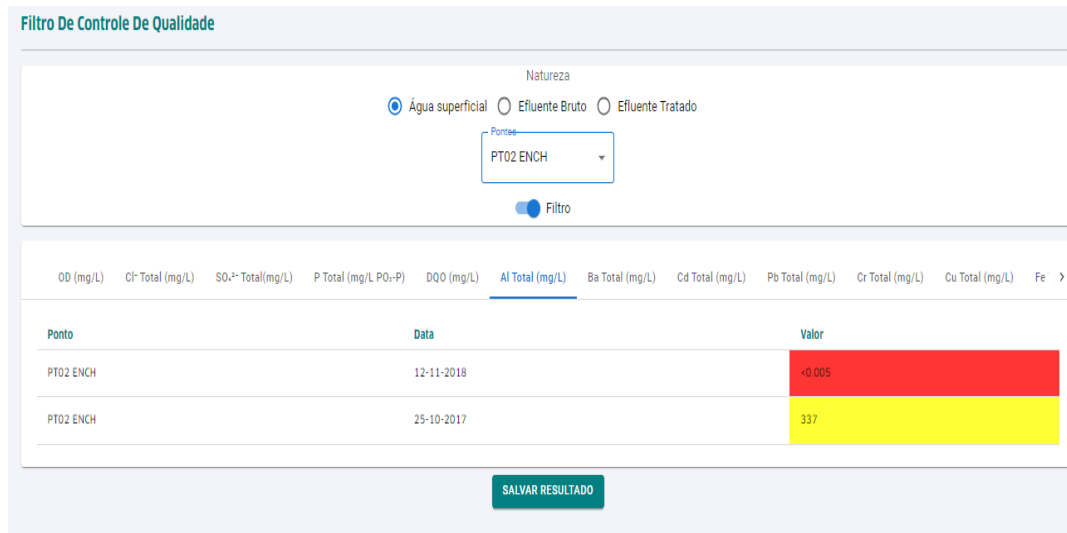 Filtro De Controle De Qualidade
Natureza
Água superficial Efluente Bruto Efluente Tratado
Pontos
PT02 ENCH
Filtro
OD (mg/L) Cl⁻ Total (mg/L) SO₄²⁻ Total(mg/L) P Total (mg/L PO₃-P) DQO (mg/L) Al Total (mg/L) Ba Total (mg/L) Cd Total (mg/L) Pb Total (mg/L) Cr Total (mg/L) Cu Total (mg/L) Fe
Ponto Data Valor
PT02 ENCH 12-11-2018 <0.005
PT02 ENCH 25-10-2017 337
SALVAR RESULTADO